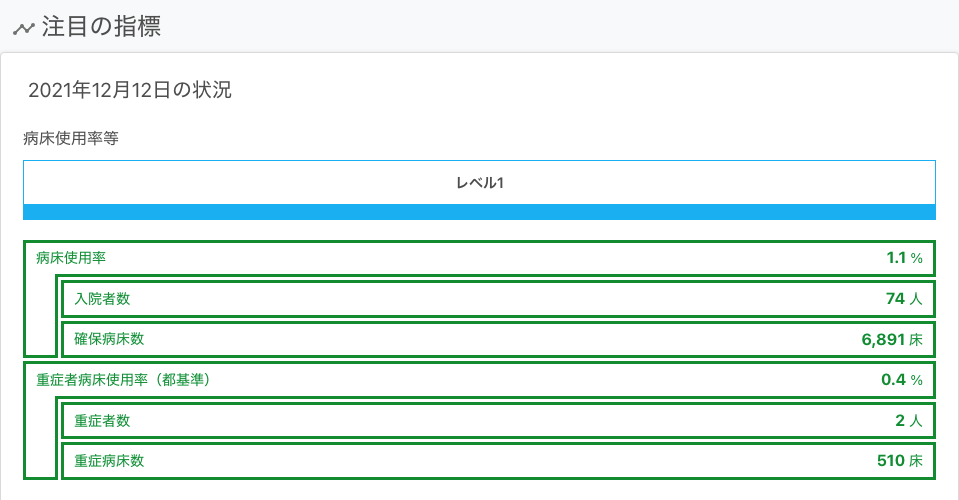 注目の指標
2021年12月12日の状況
病床使用率等
レベル1
病床使用率 1.1 %
入院者数 74 人
確保病床数 6,891 床
重症者病床使用率（都基準） 0.4 %
重症者数 2 人
重症病床数 510 床